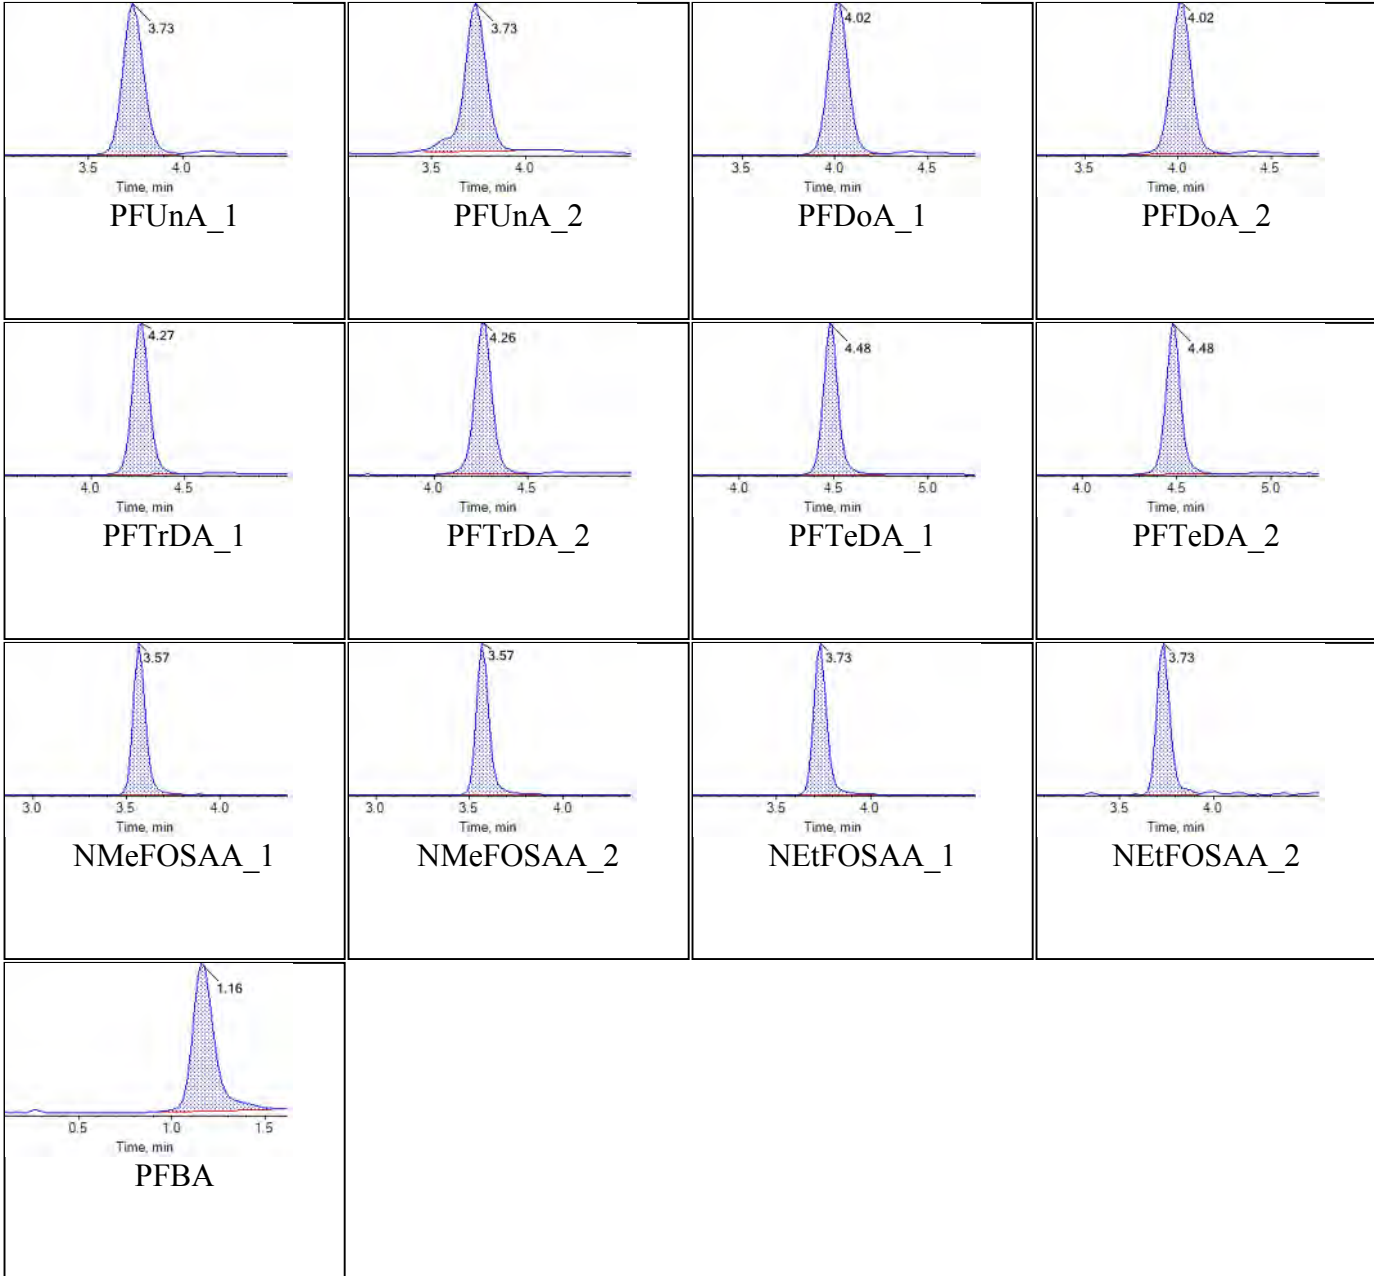 3.73
3.5 4.0
Time, min
PFUnA_1
3.73
3.5 4.0
Time, min
PFUnA_2
4.02
3.5 4.0 4.5
Time, min
PFDoA_1
4.02
3.5 4.0 4.5
Time, min
PFDoA_2
4.27
4.0 4.5
Time, min
PFTrDA_1
4.26
4.0 4.5
Time, min
PFTrDA_2
4.48
4.0 4.5 5.0
Time, min
PFTeDA_1
4.48
4.0 4.5 5.0
Time, min
PFTeDA_2
3.57
3.0 3.5 4.0
Time, min
NMeFOSAA_1
3.57
3.0 3.5 4.0
Time, min
NMeFOSAA_2
3.73
3.5 4.0
Time, min
NEtFOSAA_1
3.73
3.5 4.0
Time, min
NEtFOSAA_2
1.16
0.5 1.0 1.5
Time, min
PFBA